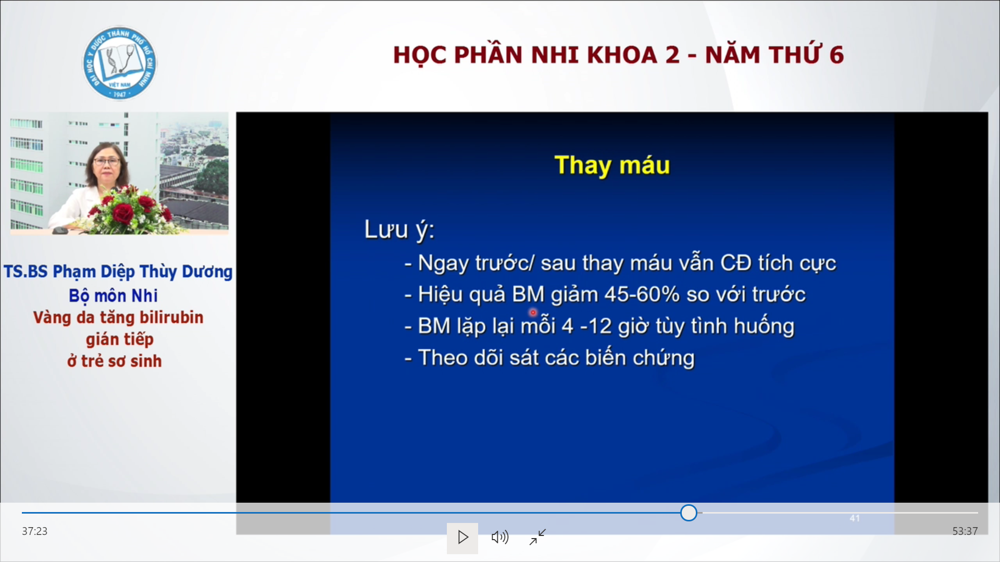 ĐẠI HỌC Y DƯỢC THÀNH PHỐ HỒ CHÍ MINH
VIỆT NAM
1947
HỌC PHẦN NHI KHOA 2 - NĂM THỨ 6
TS.BS Phạm Diệp Thùy Dương
Bộ môn Nhi
Vàng da tăng bilirubin
gián tiếp
ở trẻ sơ sinh
Thay máu
Lưu ý:
- Ngay trước/ sau thay máu vẫn CĐ tích cực
- Hiệu quả BM giảm 45-60% so với trước
- BM lặp lại mỗi 4 -12 giờ tùy tình huống
- Theo dõi sát các biến chứng
41
37:23
53:37